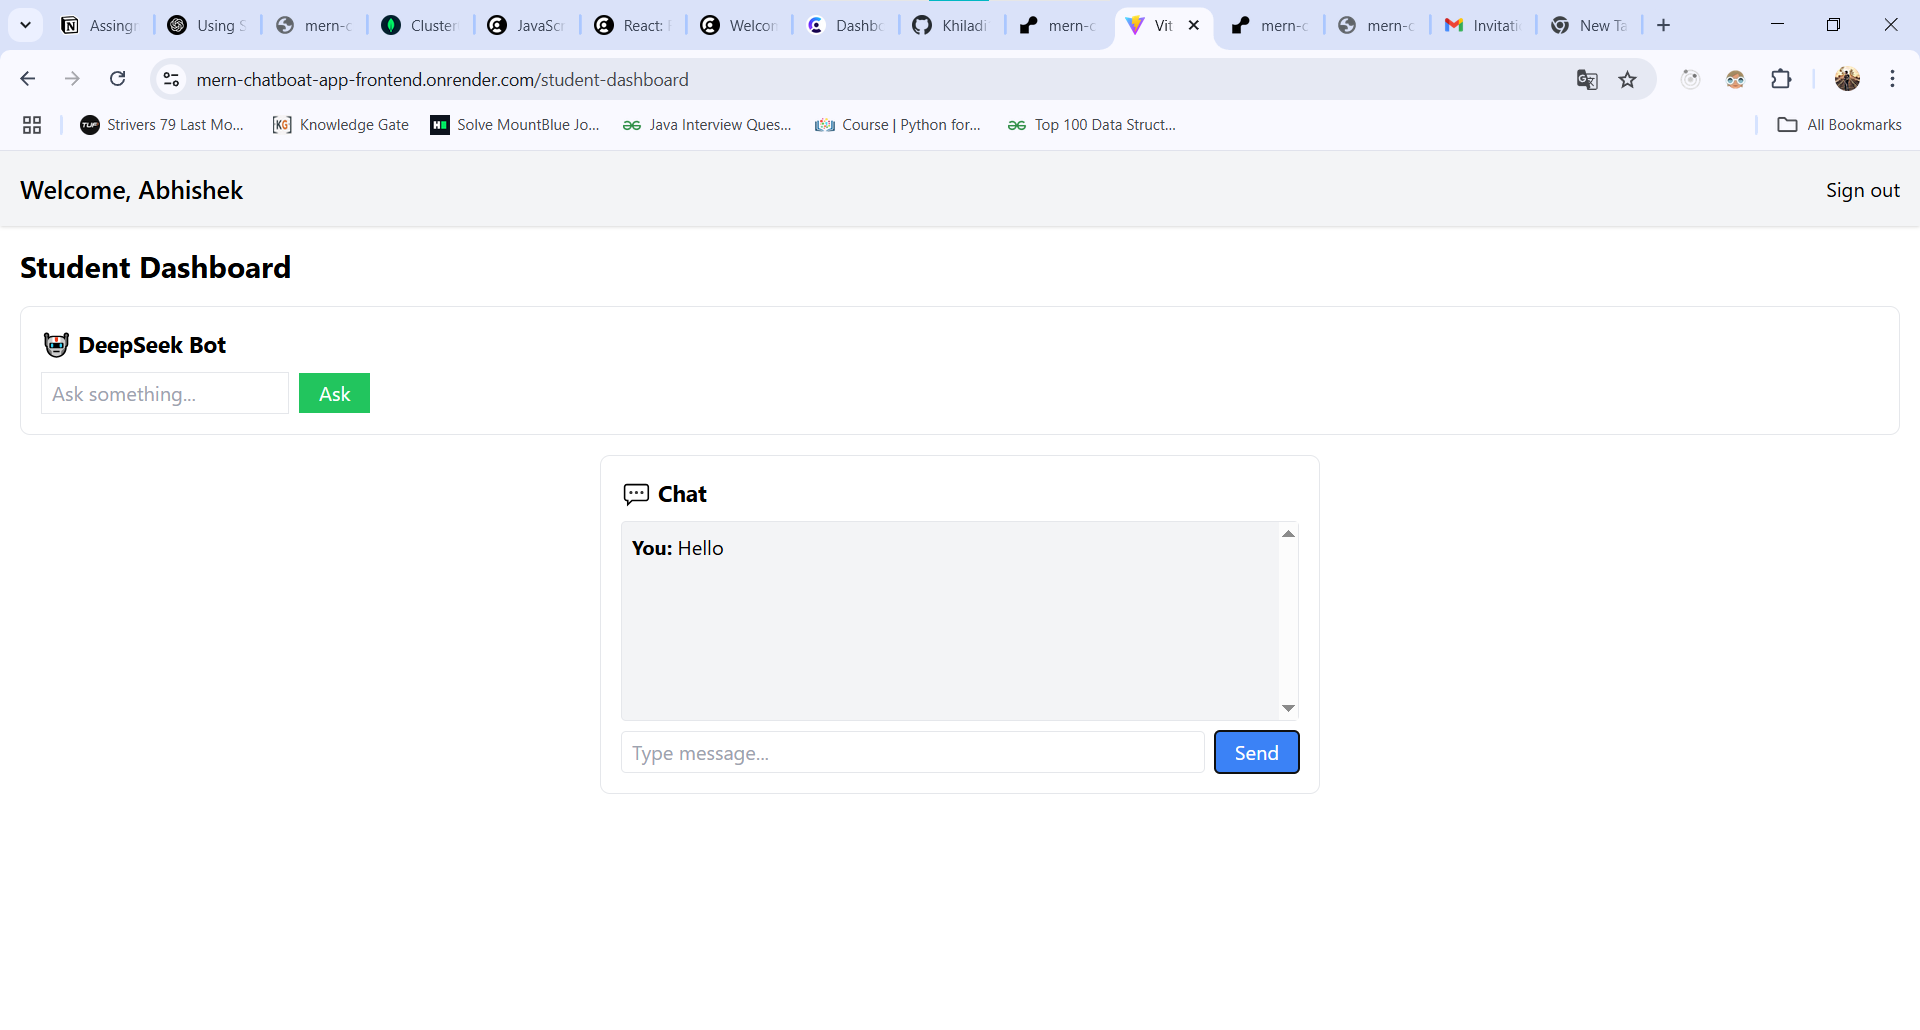 Assingn
Using S
mern-c
Cluster
JavaScr
React: R
Welcon
Dashbo
Khiladi
mern-c
Vit
mern-c
mern-c
Invitati
New Ta
mern-chatboat-app-frontend.onrender.com/student-dashboard
TUF Strivers 79 Last Mo...
KG Knowledge Gate
H Solve MountBlue Jo...
Java Interview Ques...
Course | Python for...
Top 100 Data Struct...
All Bookmarks
Welcome, Abhishek
Sign out
Student Dashboard
DeepSeek Bot
Ask something...
Ask
Chat
You: Hello
Type message...
Send